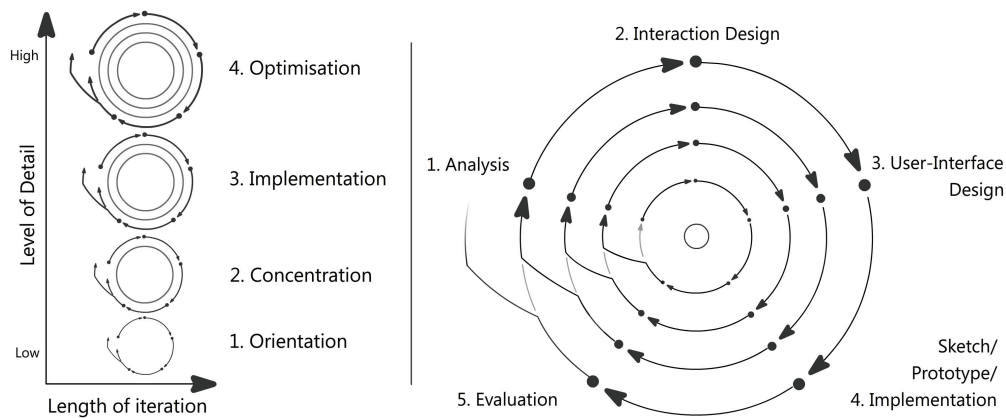 High
4. Optimisation
3. Implementation
Level of Detail
2. Concentration
1. Orientation
Low
Length of iteration
2. Interaction Design
1. Analysis
3. User-Interface
Design
Sketch/
Prototype/
4. Implementation
5. Evaluation